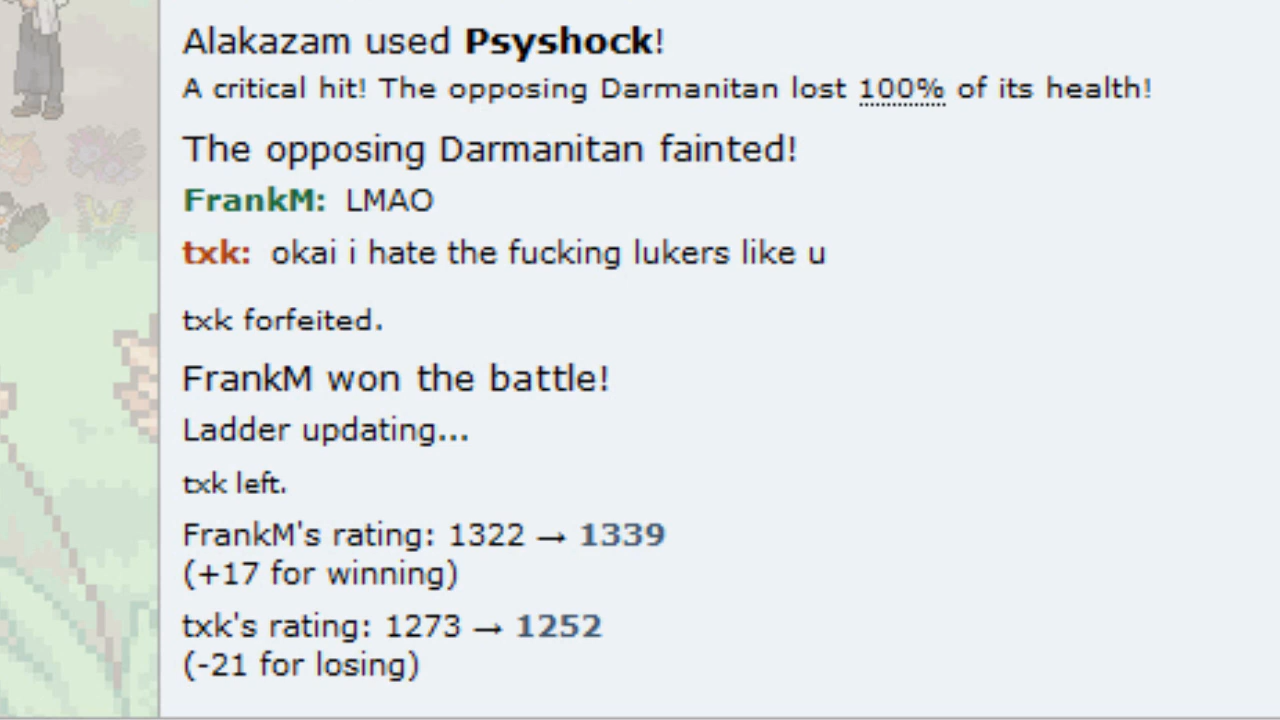 Alakazam used Psyshock!
A critical hit! The opposing Darmanitan lost 100% of its health!
The opposing Darmanitan fainted!
FrankM: LMAO
txk: okai i hate the fucking lukers like u
txk forfeited.
FrankM won the battle!
Ladder updating...
txk left.
FrankM's rating: 1322 → 1339
(+17 for winning)
txk's rating: 1273 → 1252
(-21 for losing)